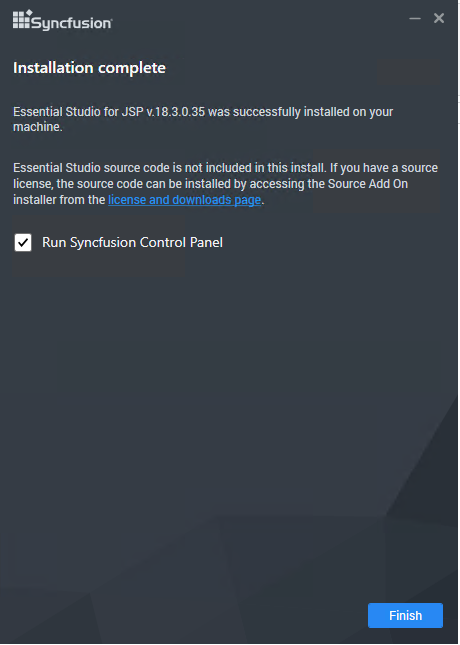 Syncfusion
Installation complete
Essential Studio for JSP v.18.3.0.35 was successfully installed on your
machine.
Essential Studio source code is not included in this install. If you have a source
license, the source code can be installed by accessing the Source Add On
installer from the license and downloads page.
Run Syncfusion Control Panel
Finish